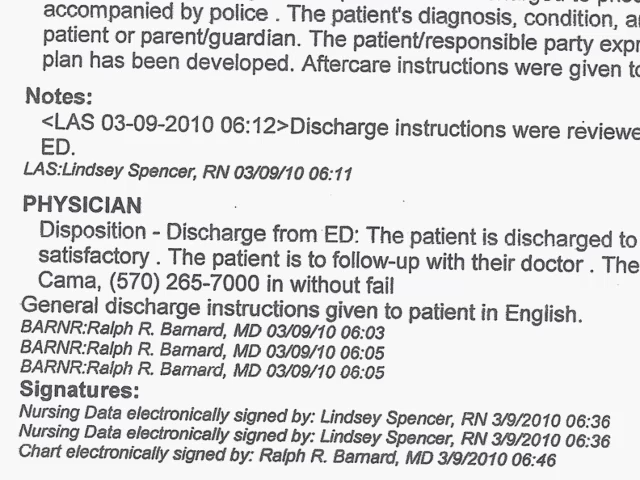 accompanied by police . The patient's diagnosis, condition, a
patient or parent/guardian. The patient/responsible party expr
plan has been developed. Aftercare instructions were given to
Notes:
<LAS 03-09-2010 06:12>Discharge instructions were reviewe
ED.
LAS:Lindsey Spencer, RN 03/09/10 06:11
PHYSICIAN
Disposition - Discharge from ED: The patient is discharged to
satisfactory . The patient is to follow-up with their doctor . The
Cama, (570) 265-7000 in without fail
General discharge instructions given to patient in English.
BARNR:Ralph R. Barnard, MD 03/09/10 06:03
BARNR:Ralph R. Barnard, MD 03/09/10 06:05
BARNR:Ralph R. Barnard, MD 03/09/10 06:05
Signatures:
Nursing Data electronically signed by: Lindsey Spencer, RN 3/9/2010 06:36
Nursing Data electronically signed by: Lindsey Spencer, RN 3/9/2010 06:36
Chart electronically signed by: Ralph R. Barnard, MD 3/9/2010 06:46